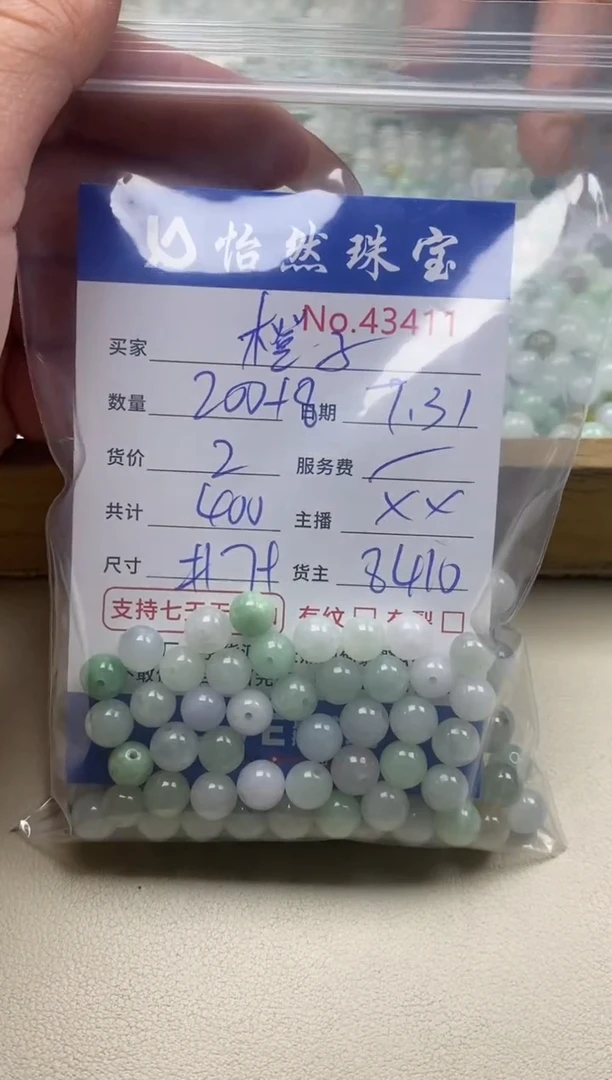 怡然珠宝
No.43411
买家 橙子
数量 200+8 日期 7.31
货价 2 服务费
共计 400 主播 XX
尺寸 货主 8410
支持七天
有纹 有裂